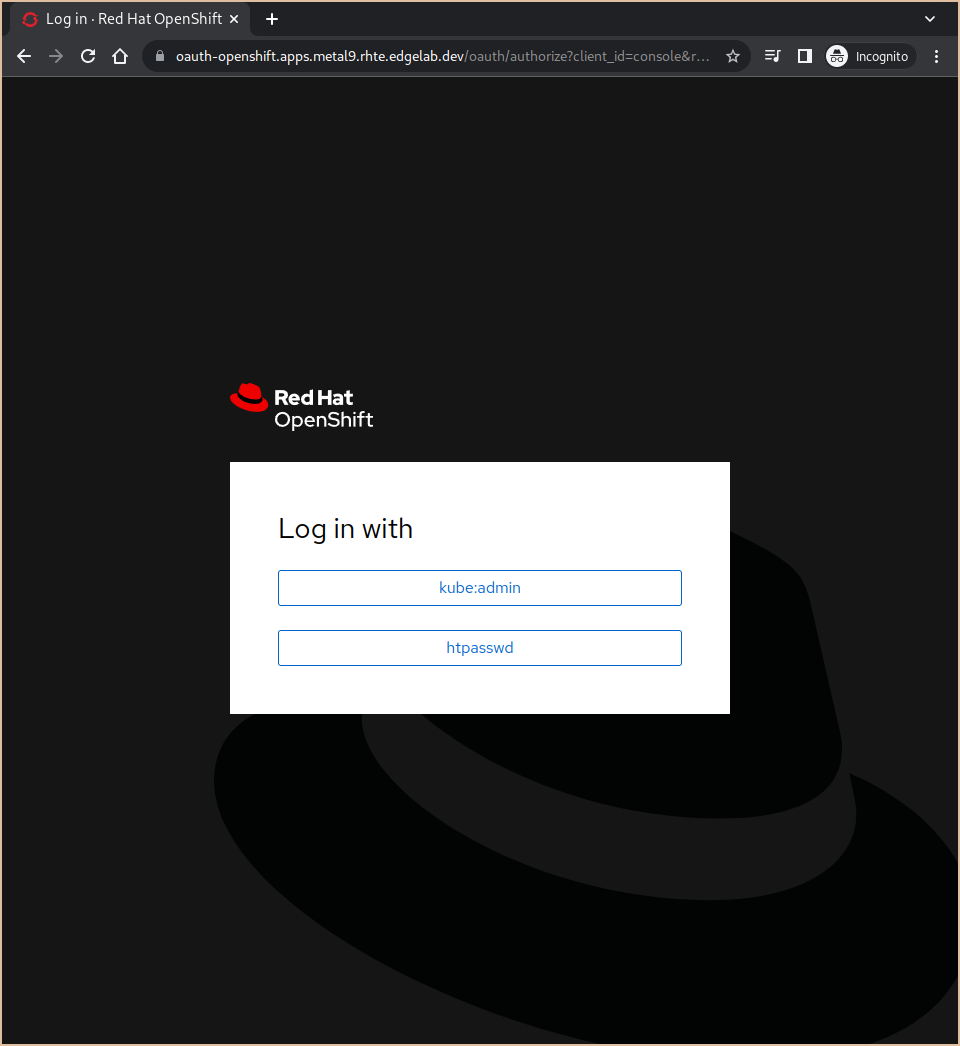 Log in · Red Hat OpenShift
oauth-openshift.apps.metal9.rhte.edgelab.dev/oauth/authorize?client_id=console&r…
Incognito
Red Hat
OpenShift
Log in with
kube:admin
htpasswd